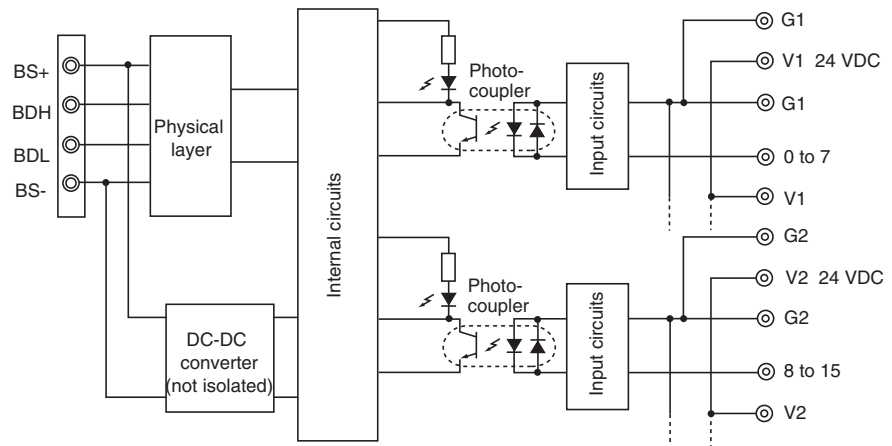 BS+
BDH
BDL
BS-
Physical
layer
DC-DC
converter
(not isolated)
Internal circuits
Photo-
coupler
Input circuits
G1
V1 24 VDC
G1
0 to 7
V1
Photo-
coupler
Input circuits
G2
V2 24 VDC
G2
8 to 15
V2